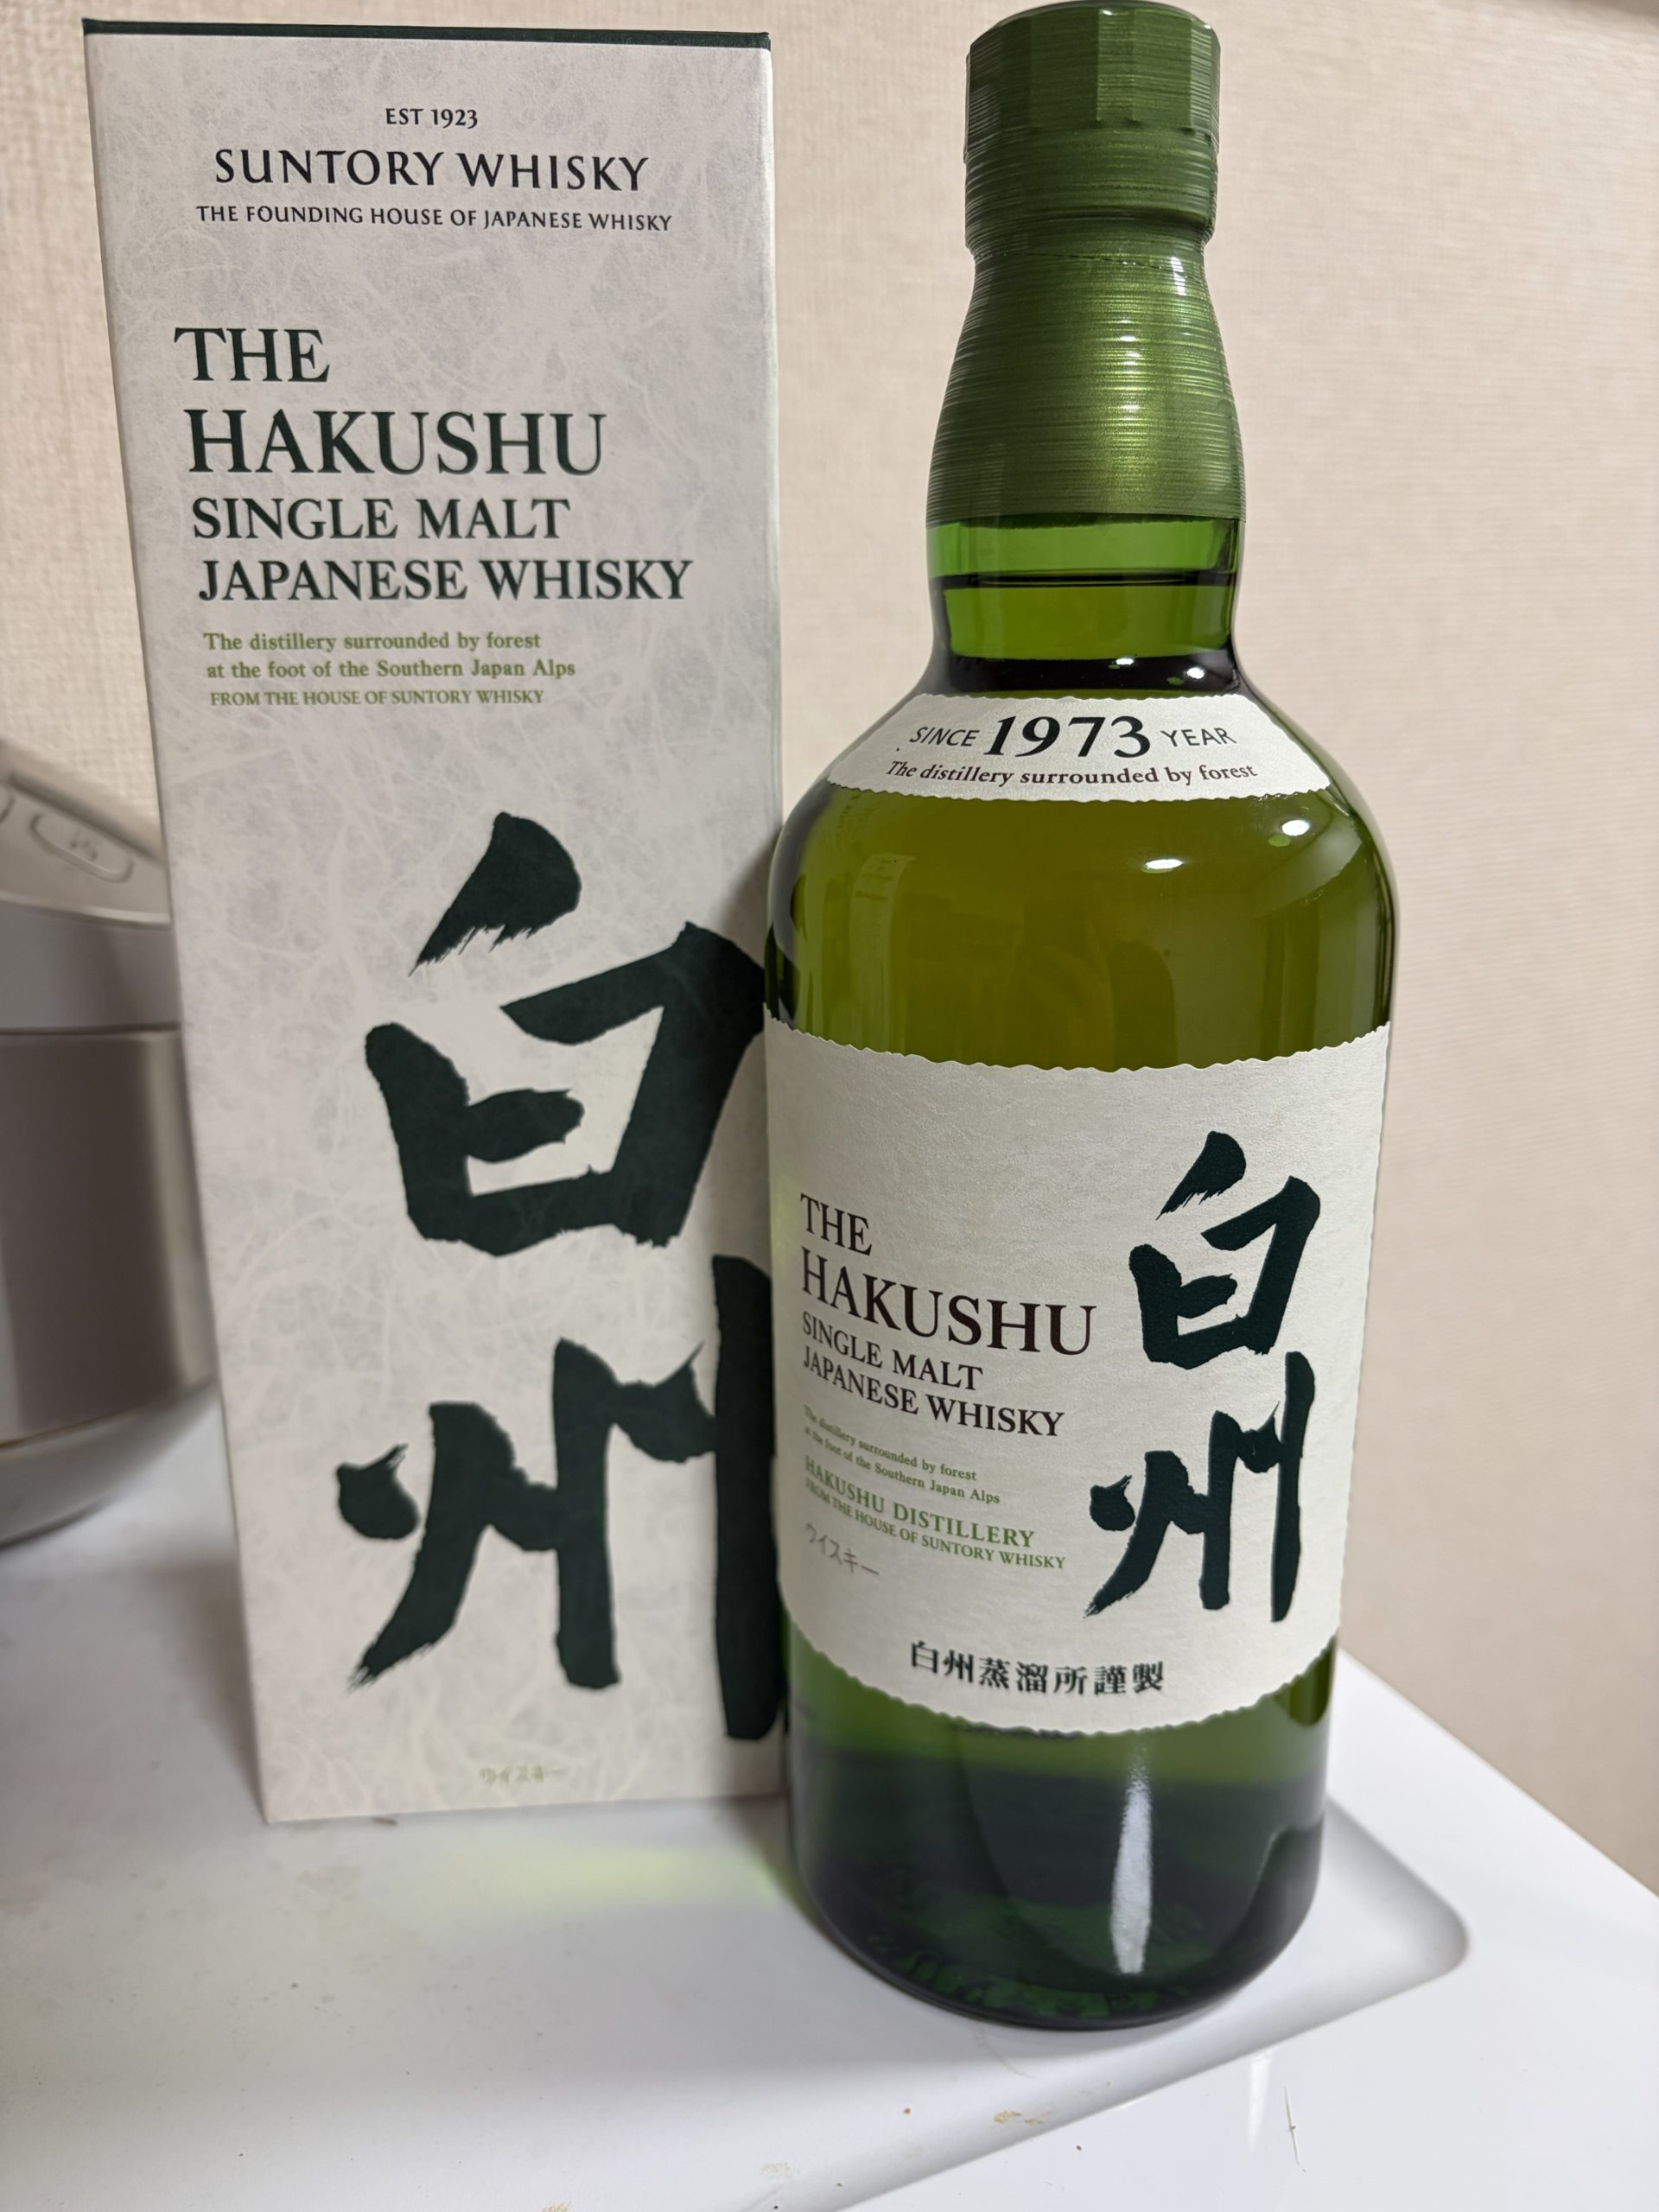 EST 1923
SUNTORY WHISKY
THE FOUNDING HOUSE OF JAPANESE WHISKY
THE
HAKUSHU
SINGLE MALT
JAPANESE WHISKY
The distillery surrounded by forest
at the foot of the Southern Japan Alps
FROM THE HOUSE OF SUNTORY WHISKY
白州
ウイスキー
SINCE 1973 YEAR
The distillery surrounded by forest
THE
HAKUSHU
SINGLE MALT
JAPANESE WHISKY
The distillery surrounded by forest
at the foot of the Southern Japan Alps
HAKUSHU DISTILLERY
FROM THE HOUSE OF SUNTORY WHISKY
ウイスキー
白州
白州蒸溜所謹製